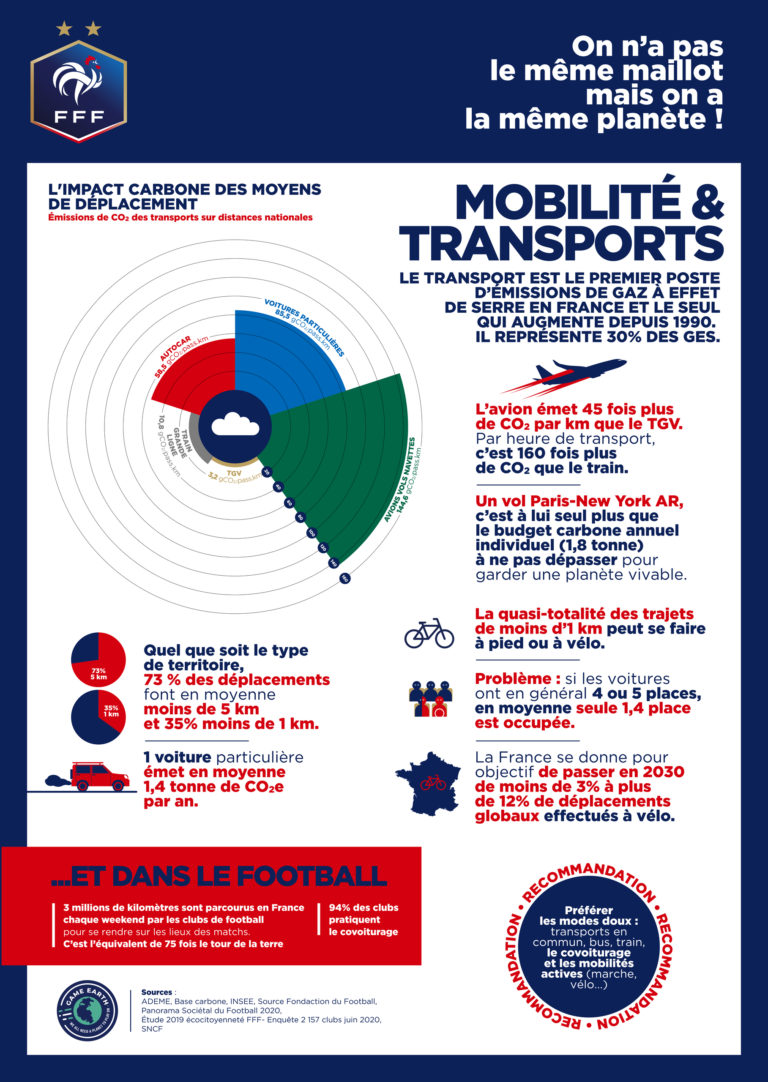 FFF
On n'a pas
le même maillot
mais on a
la même planète !
L'IMPACT CARBONE DES MOYENS
DE DÉPLACEMENT
Émissions de CO₂ des transports sur distances nationales
VOITURES PARTICULIÈRES
85,5 gCO₂.pass.km
AUTOCAR
58,5 gCO₂.pass.km
TRAIN
GRANDE
LIGNE
10,8 gCO₂.pass.km
TGV
3,2 gCO₂.pass.km
AVIONS VOLS NAVETTES
144,6 gCO₂.pass.km
MOBILITÉ &
TRANSPORTS
LE TRANSPORT EST LE PREMIER POSTE
D'ÉMISSIONS DE GAZ À EFFET
DE SERRE EN FRANCE ET LE SEUL
QUI AUGMENTE DEPUIS 1990.
IL REPRÉSENTE 30% DES GES.
L'avion émet 45 fois plus
de CO₂ par km que le TGV.
Par heure de transport,
c'est 160 fois plus
de CO₂ que le train.
Un vol Paris-New York AR,
c'est à lui seul plus que
le budget carbone annuel
individuel (1,8 tonne)
à ne pas dépasser pour
garder une planète vivable.
La quasi-totalité des trajets
de moins d'1 km peut se faire
à pied ou à vélo.
Problème : si les voitures
ont en général 4 ou 5 places,
en moyenne seule 1,4 place
est occupée.
La France se donne pour
objectif de passer en 2030
de moins de 3% à plus
de 12% de déplacements
globaux effectués à vélo.
73%
5 km
35%
1 km
Quel que soit le type
de territoire,
73 % des déplacements
font en moyenne
moins de 5 km
et 35% moins de 1 km.
1 voiture particulière
émet en moyenne
1,4 tonne de CO₂e
par an.
...ET DANS LE FOOTBALL
3 millions de kilomètres sont parcourus en France
chaque weekend par les clubs de football
pour se rendre sur les lieux des matchs.
C'est l'équivalent de 75 fois le tour de la terre
94% des clubs
pratiquent
le covoiturage
RECOMMANDATION • RECOMMANDATION • RECOMMANDATION •
Préférer
les modes doux :
transports en
commun, bus, train,
le covoiturage
et les mobilités
actives (marche,
vélo...)
GAME EARTH
Sources :
ADEME, Base carbone, INSEE, Source Fondaction du Football,
Panorama Sociétal du Football 2020,
Étude 2019 écocitoyenneté FFF- Enquête 2 157 clubs juin 2020,
SNCF